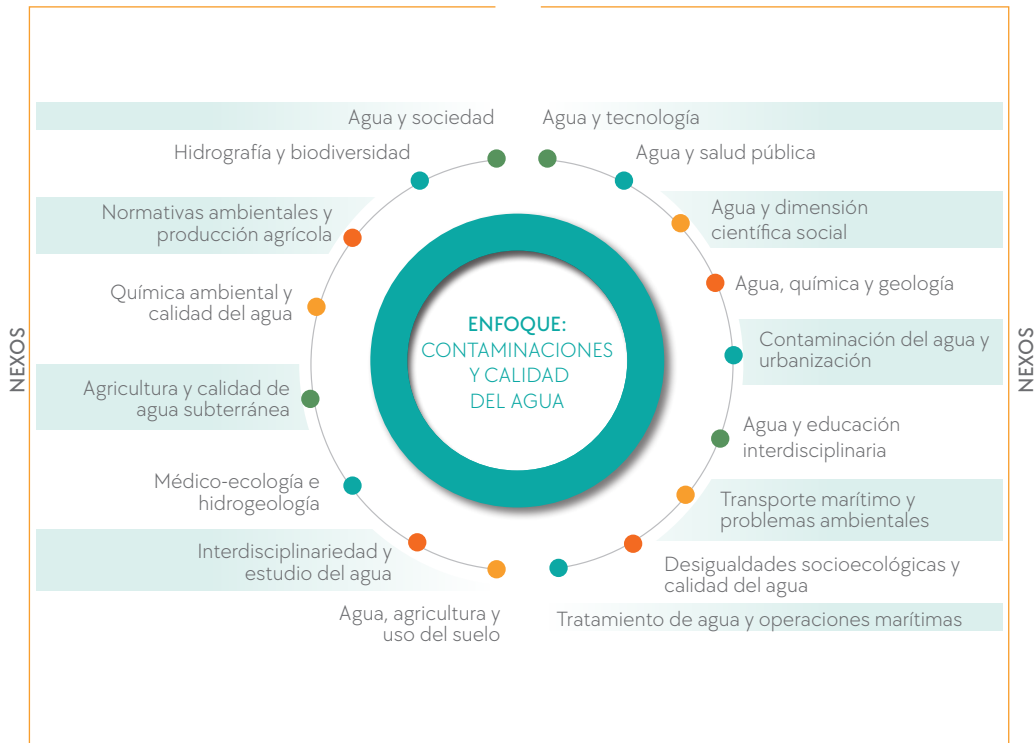 NEXOS
Agua y sociedad
Hidrografía y biodiversidad
Normativas ambientales y
producción agrícola
Química ambiental y
calidad del agua
Agricultura y calidad de
agua subterránea
Médico-ecología e
hidrogeología
Interdisciplinariedad y
estudio del agua
Agua, agricultura y
uso del suelo
ENFOQUE:
CONTAMINACIONES
Y CALIDAD
DEL AGUA
Agua y tecnología
Agua y salud pública
Agua y dimensión
científica social
Agua, química y geología
Contaminación del agua y
urbanización
Agua y educación
interdisciplinaria
Transporte marítimo y
problemas ambientales
Desigualdades socioecológicas y
calidad del agua
Tratamiento de agua y operaciones marítimas
NEXOS